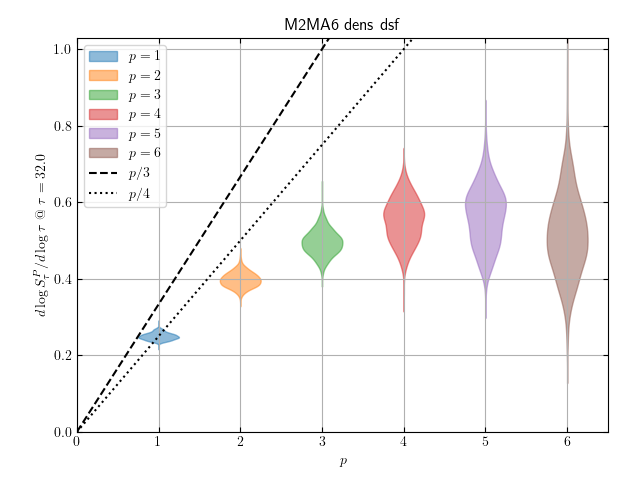 M2MA6 dens dsf
1.0
0.8
0.6
0.4
0.2
0.0
d log S_τ^P / d log τ @ τ = 32.0
p = 1
p = 2
p = 3
p = 4
p = 5
p = 6
p/3
p/4
0 1 2 3 4 5 6
p